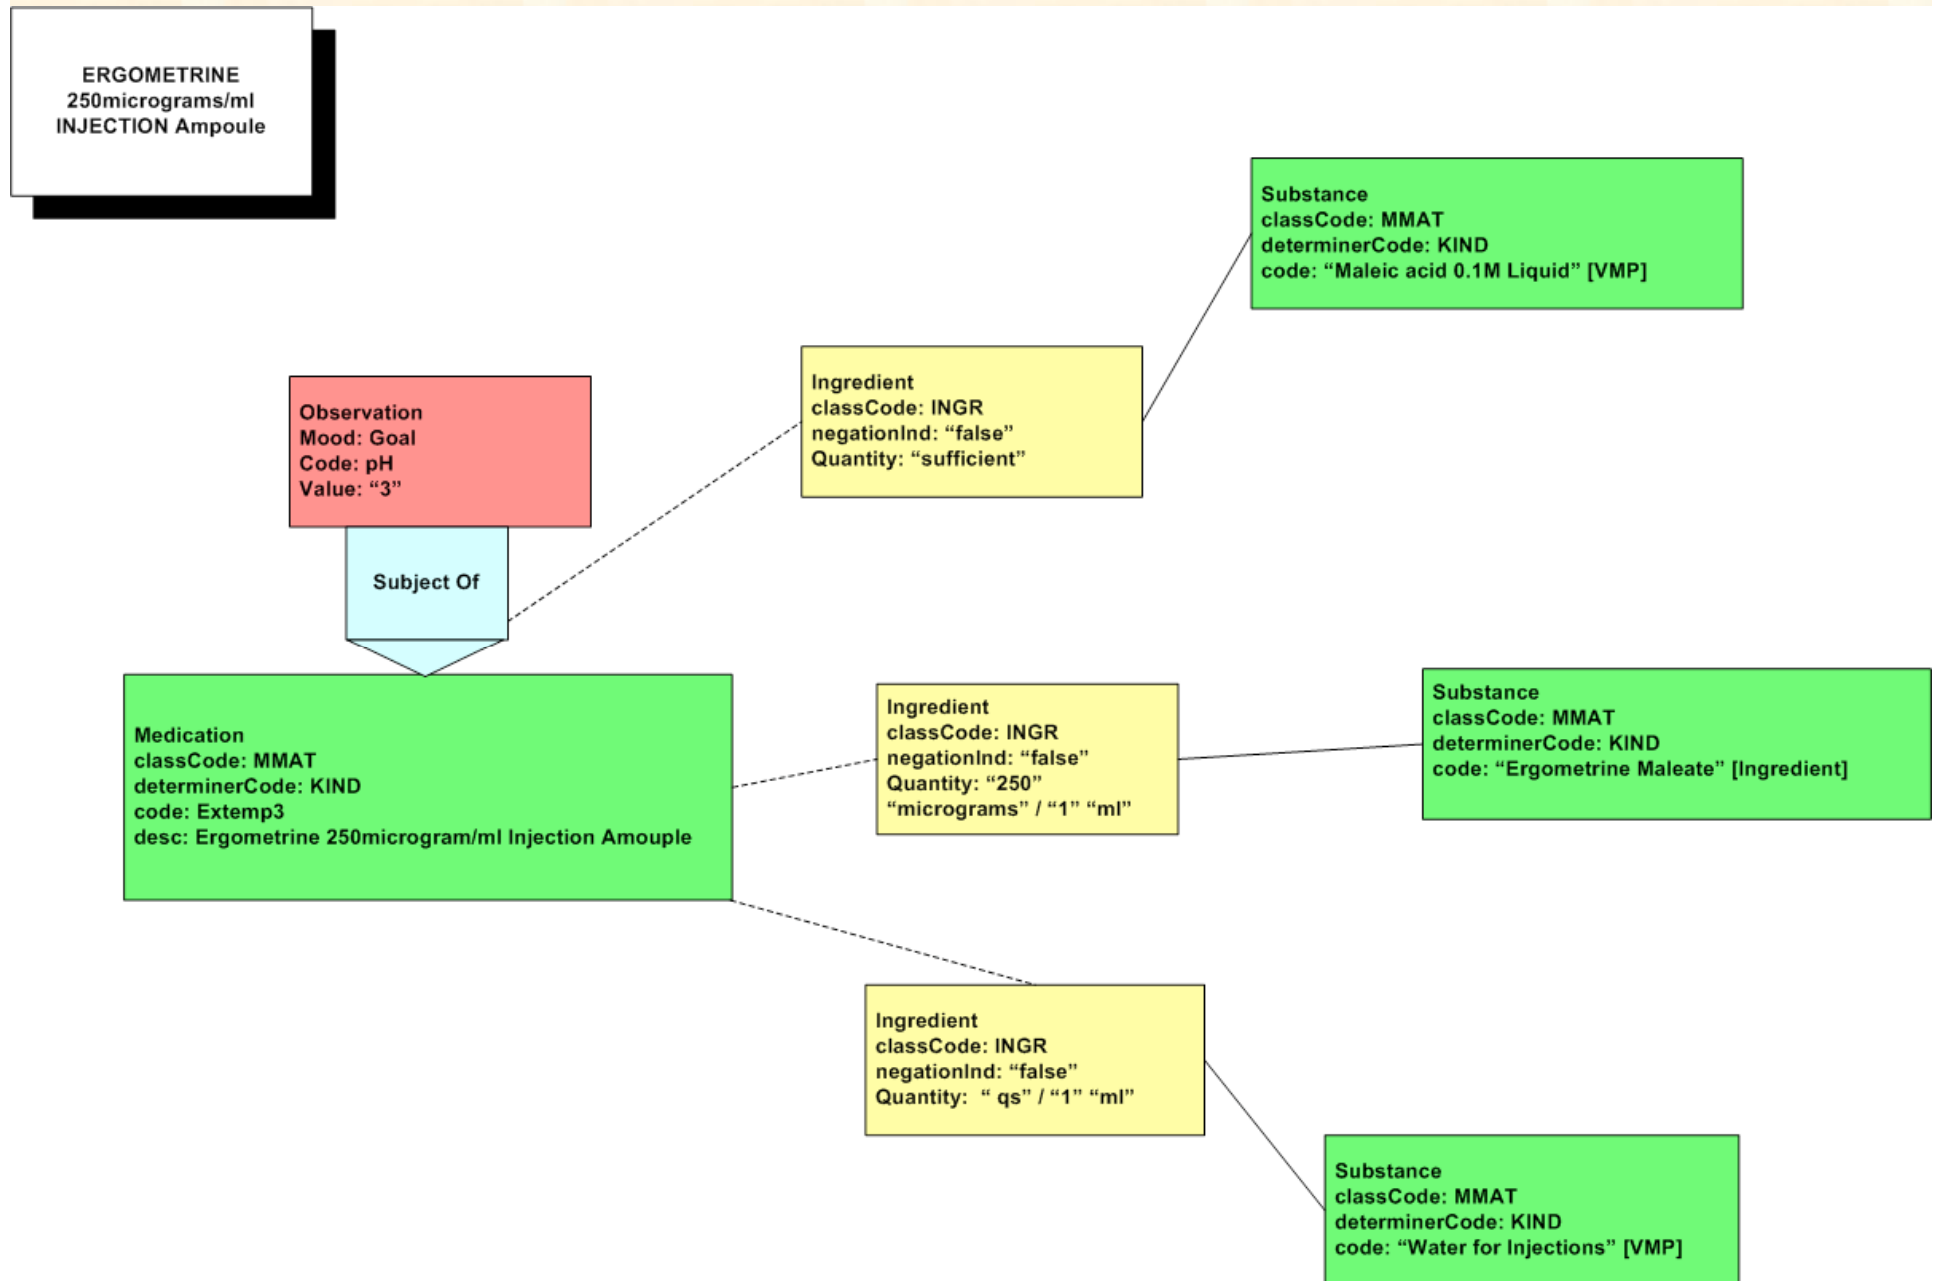 ERGOMETRINE
250micrograms/ml
INJECTION Ampoule
Substance
classCode: MMAT
determinerCode: KIND
code: “Maleic acid 0.1M Liquid” [VMP]
Ingredient
classCode: INGR
negationInd: “false”
Quantity: “sufficient”
Observation
Mood: Goal
Code: pH
Value: “3”
Subject Of
Medication
classCode: MMAT
determinerCode: KIND
code: Extemp3
desc: Ergometrine 250microgram/ml Injection Amouple
Ingredient
classCode: INGR
negationInd: “false”
Quantity: “250”
“micrograms” / “1” “ml”
Substance
classCode: MMAT
determinerCode: KIND
code: “Ergometrine Maleate” [Ingredient]
Ingredient
classCode: INGR
negationInd: “false”
Quantity:  “ qs” / “1” “ml”
Substance
classCode: MMAT
determinerCode: KIND
code: “Water for Injections” [VMP]